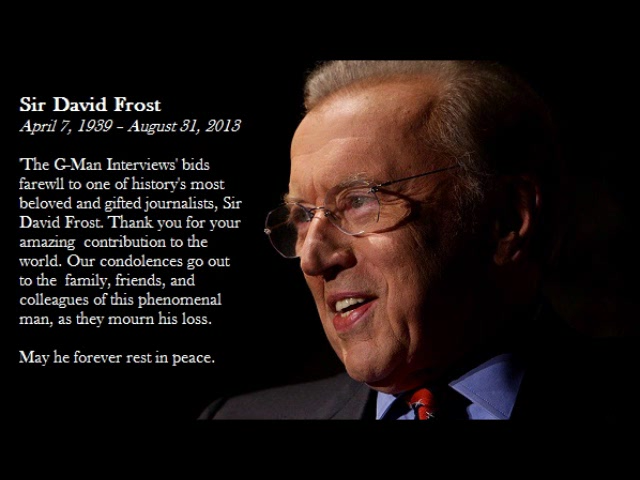 Sir David Frost
April 7, 1939 – August 31, 2013
'The G-Man Interviews' bids
farewll to one of history's most
beloved and gifted journalists, Sir
David Frost. Thank you for your
amazing contribution to the
world. Our condolences go out
to the family, friends, and
colleagues of this phenomenal
man, as they mourn his loss.
May he forever rest in peace.